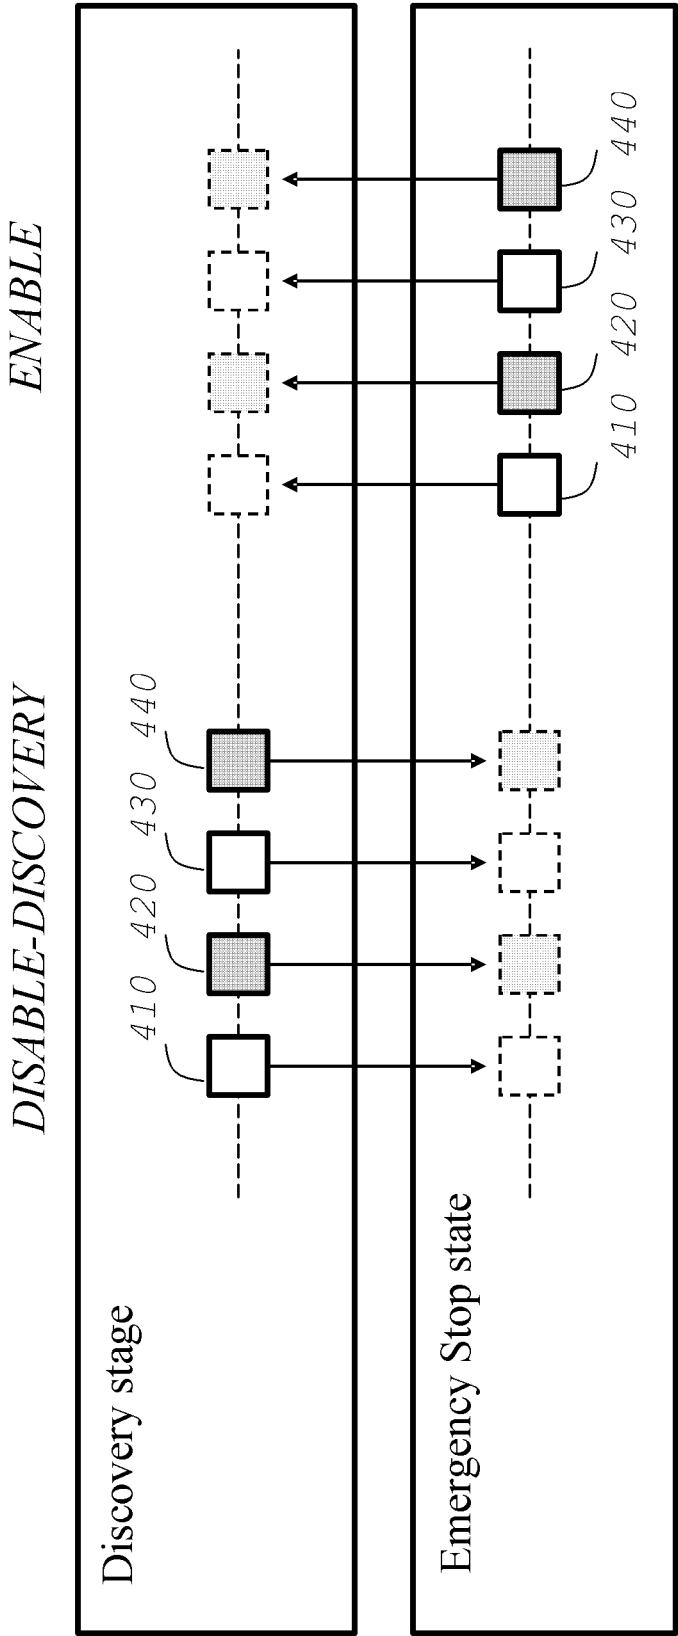 DISABLE-DISCOVERY
ENABLE
Discovery stage
410
420
430
440
Emergency Stop state
410
420
430
440